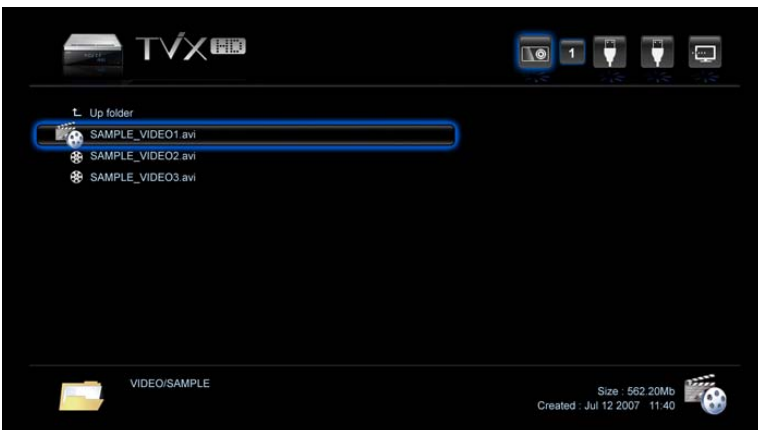 TViX HD
1
Up folder
SAMPLE_VIDEO1.avi
SAMPLE_VIDEO2.avi
SAMPLE_VIDEO3.avi
VIDEO/SAMPLE
Size : 562.20Mb
Created : Jul 12 2007 11:40